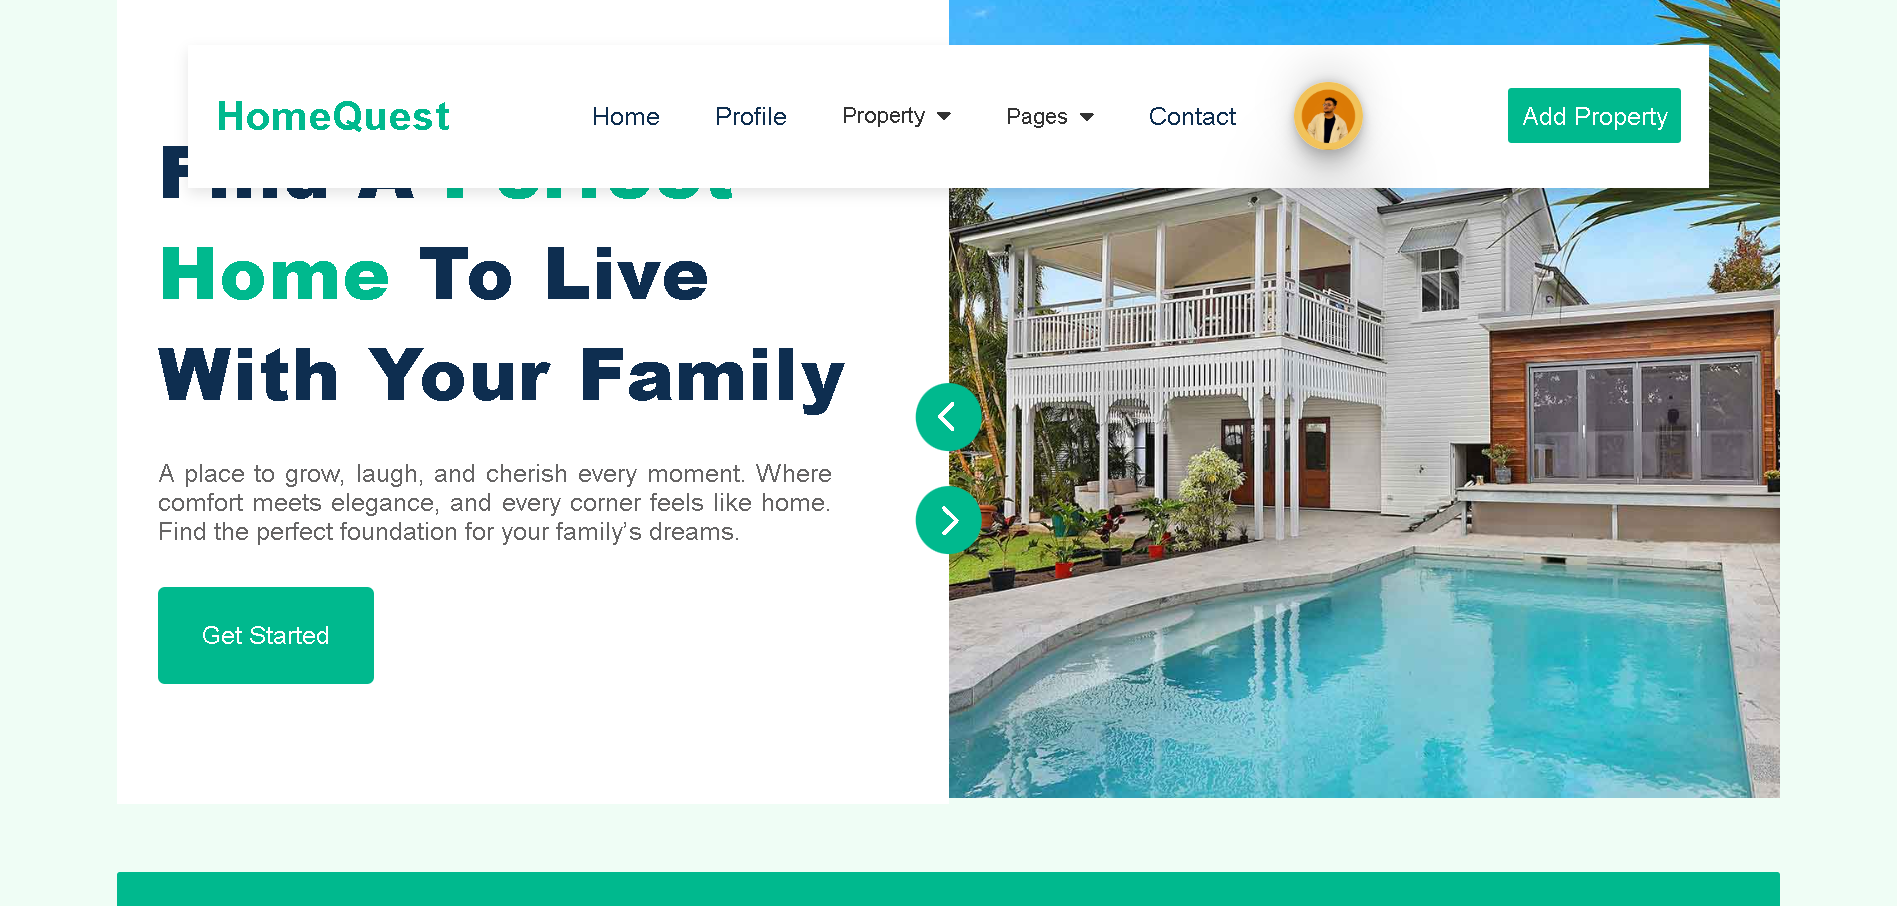 HomeQuest
Home Profile Property Pages Contact Add Property
Find A Perfect
Home To Live
With Your Family
A place to grow, laugh, and cherish every moment. Where
comfort meets elegance, and every corner feels like home.
Find the perfect foundation for your family’s dreams.
Get Started